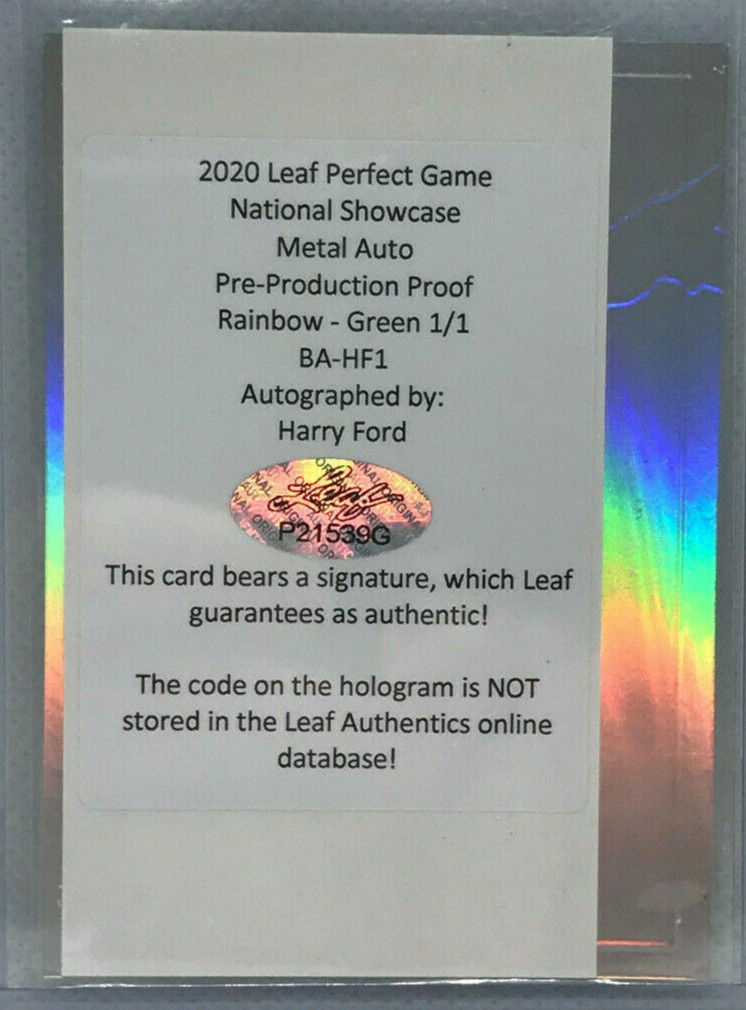 2020 Leaf Perfect Game
National Showcase
Metal Auto
Pre-Production Proof
Rainbow - Green 1/1
BA-HF1
Autographed by:
Harry Ford
P21539G
This card bears a signature, which Leaf
guarantees as authentic!
The code on the hologram is NOT
stored in the Leaf Authentics online
database!